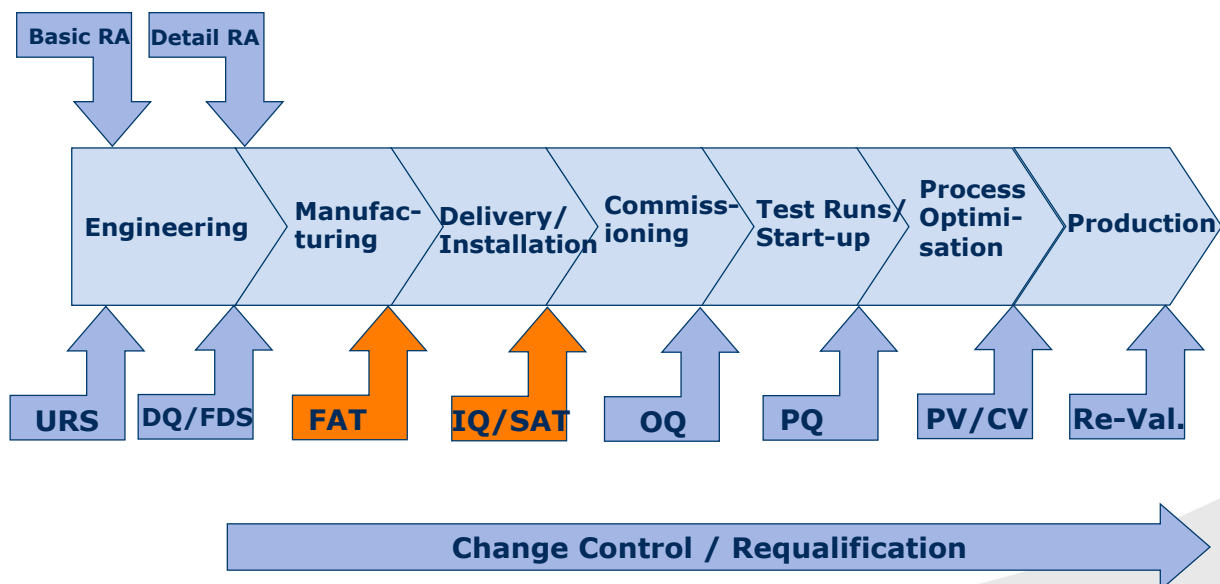 Basic RA
Detail RA
Engineering
Manufac-
turing
Delivery/
Installation
Commiss-
ioning
Test Runs/
Start-up
Process
Optimi-
sation
Production
URS
DQ/FDS
FAT
IQ/SAT
OQ
PQ
PV/CV
Re-Val.
Change Control / Requalification